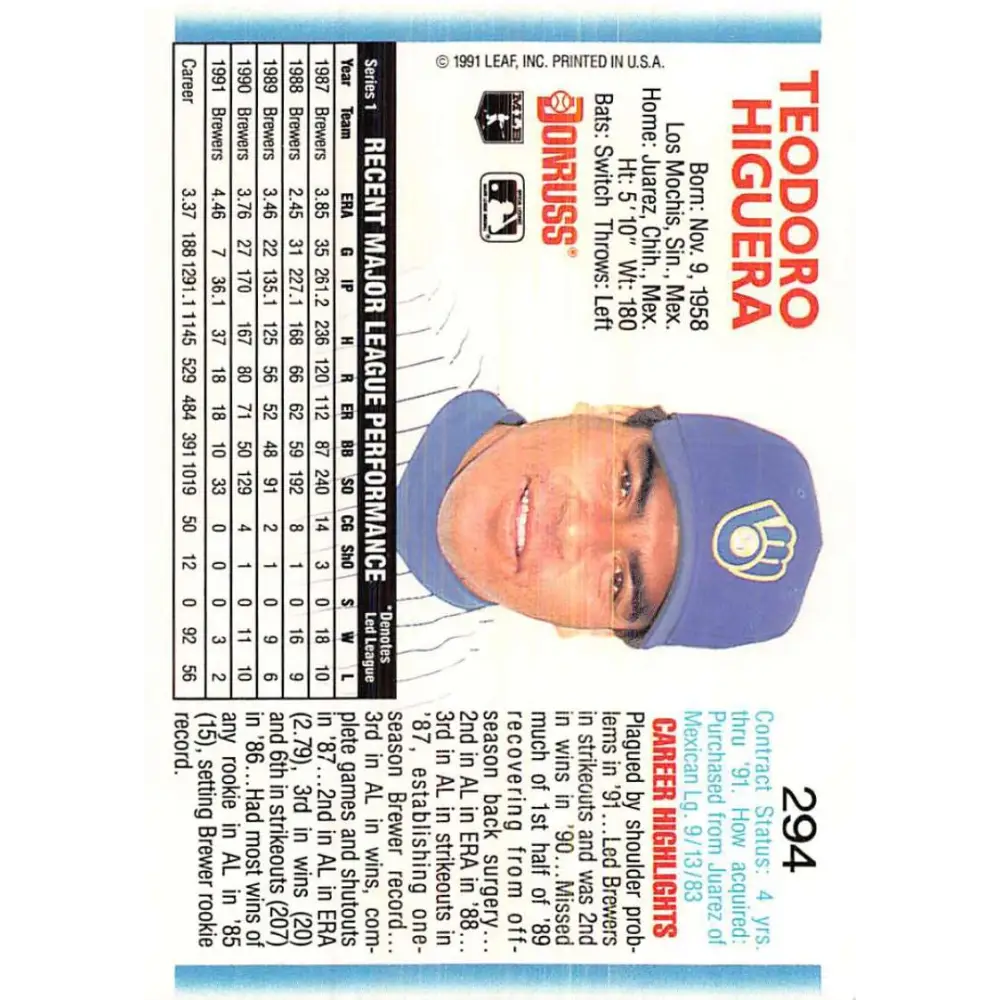 294
TEODORO
HIGUERA
Born: Nov. 9, 1958
Los Mochis, Sin., Mex.
Home: Juarez, Chih., Mex.
Ht: 5'10" Wt: 180
Bats: Switch Throws: Left
DONRUSS®
© 1991 LEAF, INC. PRINTED IN U.S.A.
Contract Status: 4 yrs.
thru '91. How acquired:
Purchased from Juarez of
Mexican Lg. 9/13/83
CAREER HIGHLIGHTS
Plagued by shoulder prob-
lems in '91...Led Brewers
in strikeouts and was 2nd
in wins in '90...Missed
much of 1st half of '89
recovering from off-
season back surgery...
2nd in AL in ERA in '88...
3rd in AL in strikeouts in
'87, establishing one-
season Brewer record...
3rd in AL in wins, com-
plete games and shutouts
in '87...2nd in AL in ERA
(2.79), 3rd in wins (20)
and 6th in strikeouts (207)
in '86...Had most wins of
any rookie in AL in '85
(15), setting Brewer rookie
record.
Series 1 RECENT MAJOR LEAGUE PERFORMANCE *Denotes
Led League
Year Team ERA G IP H R ER BB SO CG ShO S W L
1987 Brewers 3.85 35 261.2 236 120 112 87 240 14 3 0 18 10
1988 Brewers 2.45 31 227.1 168 66 62 59 192 8 1 0 16 9
1989 Brewers 3.46 22 135.1 125 56 52 48 91 2 1 0 9 6
1990 Brewers 3.76 27 170 167 80 71 50 129 4 1 0 11 10
1991 Brewers 4.46 7 36.1 37 18 18 10 33 0 0 0 3 2
Career 3.37 188 1291.1 1145 529 484 391 1019 50 12 0 92 56